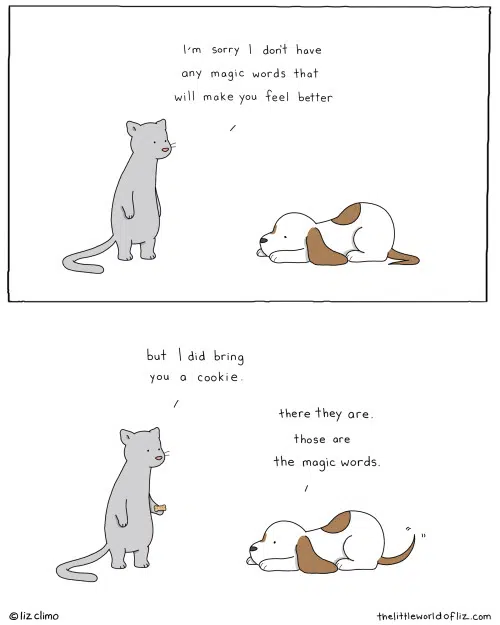 I'm sorry I don't have
any magic words that
will make you feel better
but I did bring
you a cookie.
there they are.
those are
the magic words.
©liz climo
thelittleworldofliz.com